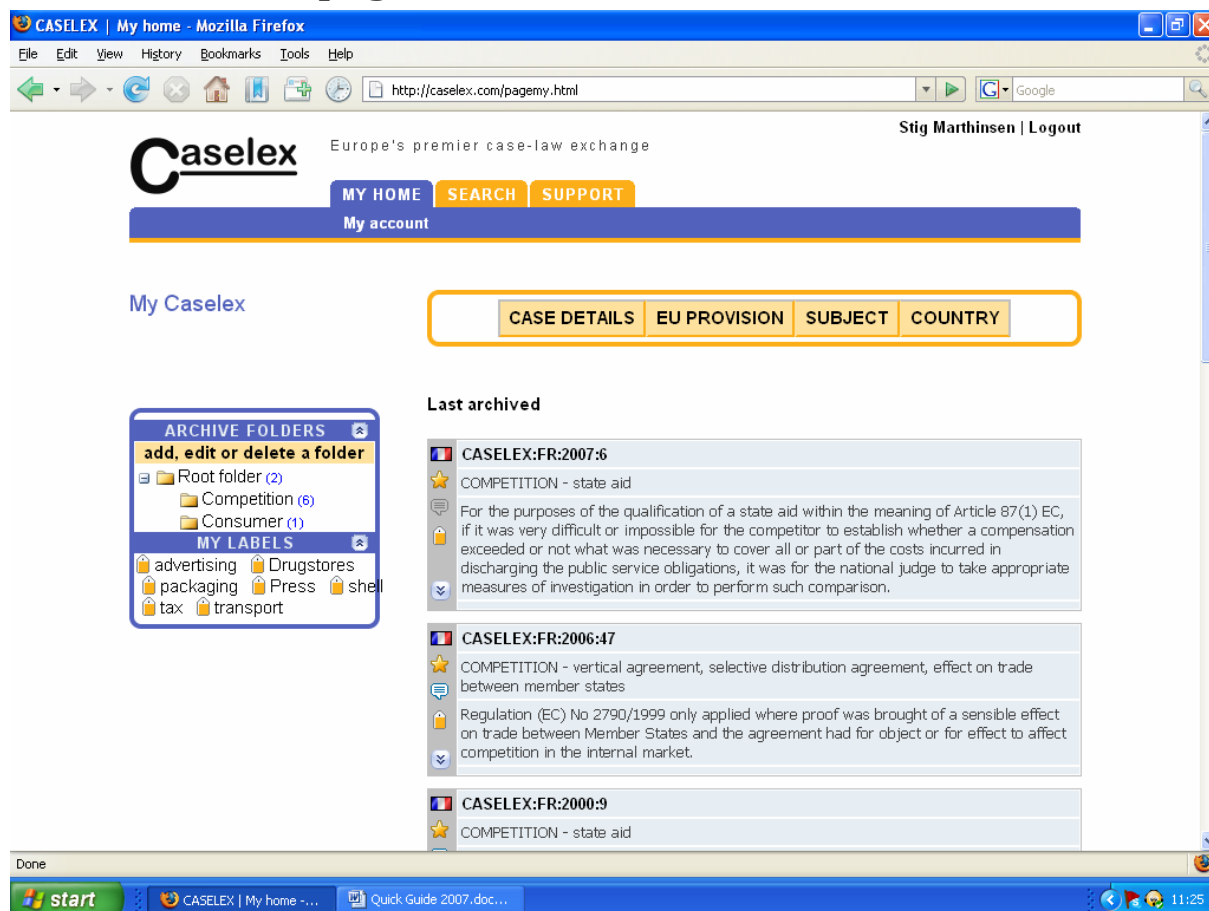 CASELEX | My home - Mozilla Firefox
File Edit View History Bookmarks Tools Help
http://caselex.com/pagemy.html
G Google
Stig Marthinsen | Logout
Caselex
Europe's premier case-law exchange
MY HOME SEARCH SUPPORT
My account
My Caselex
CASE DETAILS EU PROVISION SUBJECT COUNTRY
ARCHIVE FOLDERS
add, edit or delete a folder
Root folder (2)
Competition (6)
Consumer (1)
MY LABELS
advertising Drugstores
packaging Press shell
tax transport
Last archived
CASELEX:FR:2007:6
COMPETITION - state aid
For the purposes of the qualification of a state aid within the meaning of Article 87(1) EC,
if it was very difficult or impossible for the competitor to establish whether a compensation
exceeded or not what was necessary to cover all or part of the costs incurred in
discharging the public service obligations, it was for the national judge to take appropriate
measures of investigation in order to perform such comparison.
CASELEX:FR:2006:47
COMPETITION - vertical agreement, selective distribution agreement, effect on trade
between member states
Regulation (EC) No 2790/1999 only applied where proof was brought of a sensible effect
on trade between Member States and the agreement had for object or for effect to affect
competition in the internal market.
CASELEX:FR:2000:9
COMPETITION - state aid
Done
start
CASELEX | My home -...
Quick Guide 2007.doc...
11:25